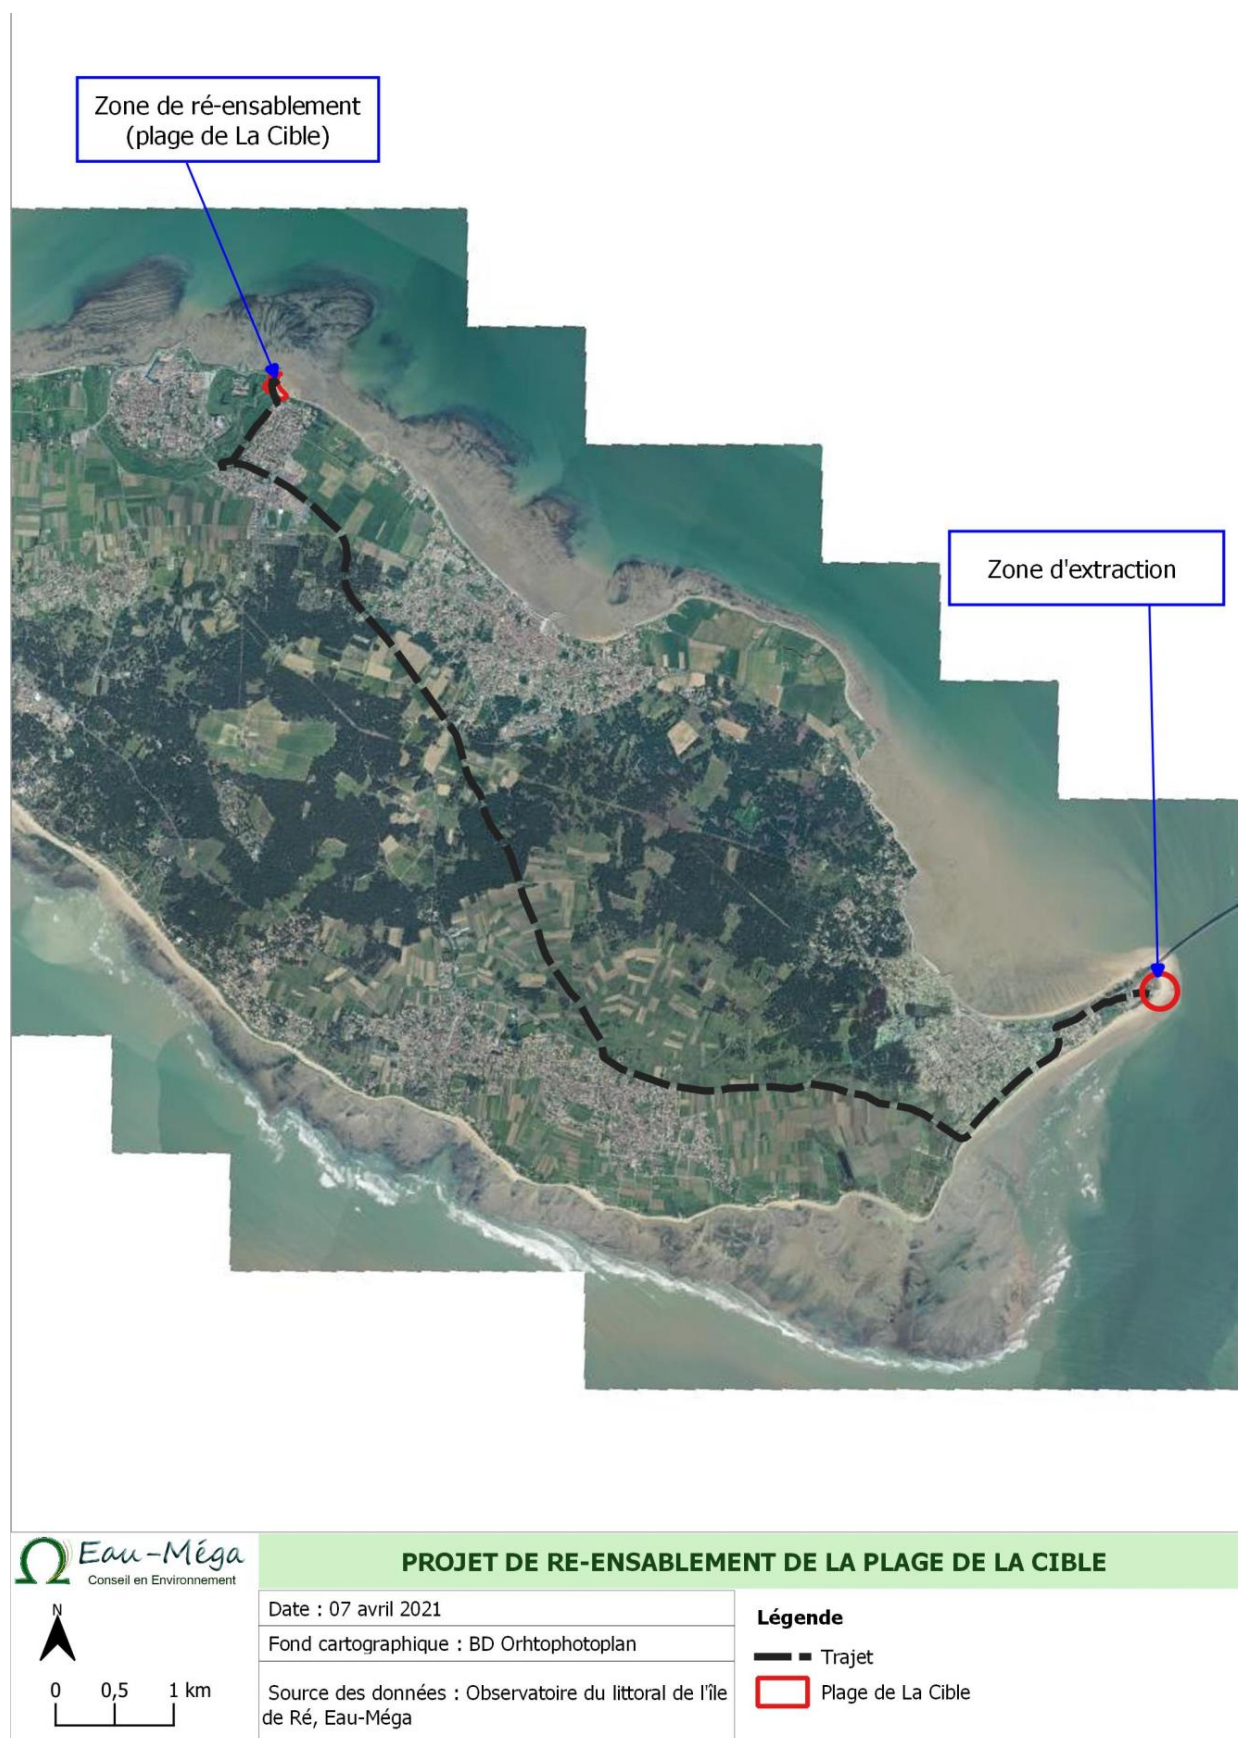 Zone de ré-ensablement
(plage de La Cible)
Zone d'extraction
Eau-Méga
Conseil en Environnement
PROJET DE RE-ENSABLEMENT DE LA PLAGE DE LA CIBLE
N
0 0,5 1 km
Date : 07 avril 2021
Fond cartographique : BD Orhtophotoplan
Source des données : Observatoire du littoral de l'île
de Ré, Eau-Méga
Légende
Trajet
Plage de La Cible